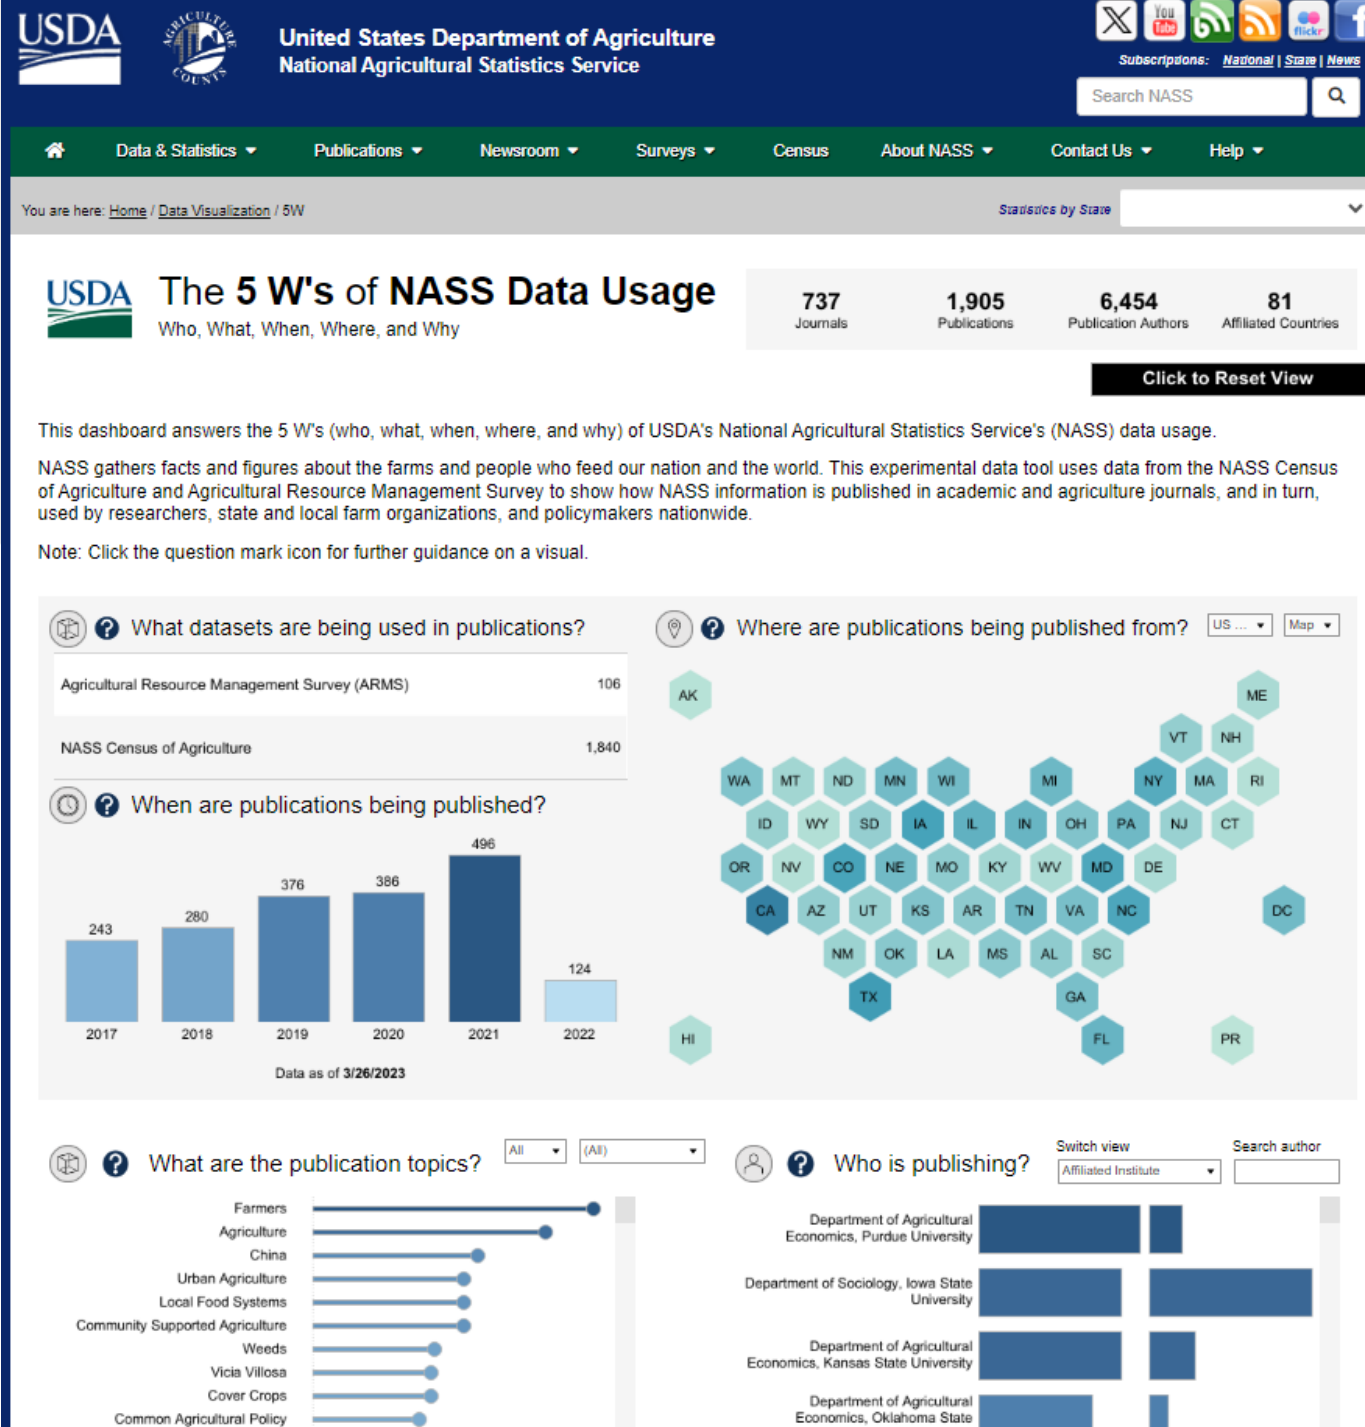 USDA
AGRICULTURE
COUNTS
United States Department of Agriculture
National Agricultural Statistics Service
You
Tube
flickr
Subscriptions: National | State | News
Search NASS
Data & Statistics
Publications
Newsroom
Surveys
Census
About NASS
Contact Us
Help
You are here: Home / Data Visualization / 5W
Statistics by State
USDA
The 5 W's of NASS Data Usage
Who, What, When, Where, and Why
737
Journals
1,905
Publications
6,454
Publication Authors
81
Affiliated Countries
Click to Reset View
This dashboard answers the 5 W's (who, what, when, where, and why) of USDA's National Agricultural Statistics Service's (NASS) data usage.
NASS gathers facts and figures about the farms and people who feed our nation and the world. This experimental data tool uses data from the NASS Census
of Agriculture and Agricultural Resource Management Survey to show how NASS information is published in academic and agriculture journals, and in turn,
used by researchers, state and local farm organizations, and policymakers nationwide.
Note: Click the question mark icon for further guidance on a visual.
What datasets are being used in publications?
Agricultural Resource Management Survey (ARMS) 106
NASS Census of Agriculture 1,840
When are publications being published?
243 280 376 386 496 124
2017 2018 2019 2020 2021 2022
Data as of 3/26/2023
Where are publications being published from?
US ...
Map
AK ME
VT NH
WA MT ND MN WI MI NY MA RI
ID WY SD IA IL IN OH PA NJ CT
OR NV CO NE MO KY WV MD DE
CA AZ UT KS AR TN VA NC DC
NM OK LA MS AL SC
TX GA
HI FL PR
What are the publication topics?
All
(All)
Farmers
Agriculture
China
Urban Agriculture
Local Food Systems
Community Supported Agriculture
Weeds
Vicia Villosa
Cover Crops
Common Agricultural Policy
Who is publishing?
Switch view
Affiliated Institute
Search author
Department of Agricultural
Economics, Purdue University
Department of Sociology, Iowa State
University
Department of Agricultural
Economics, Kansas State University
Department of Agricultural
Economics, Oklahoma State